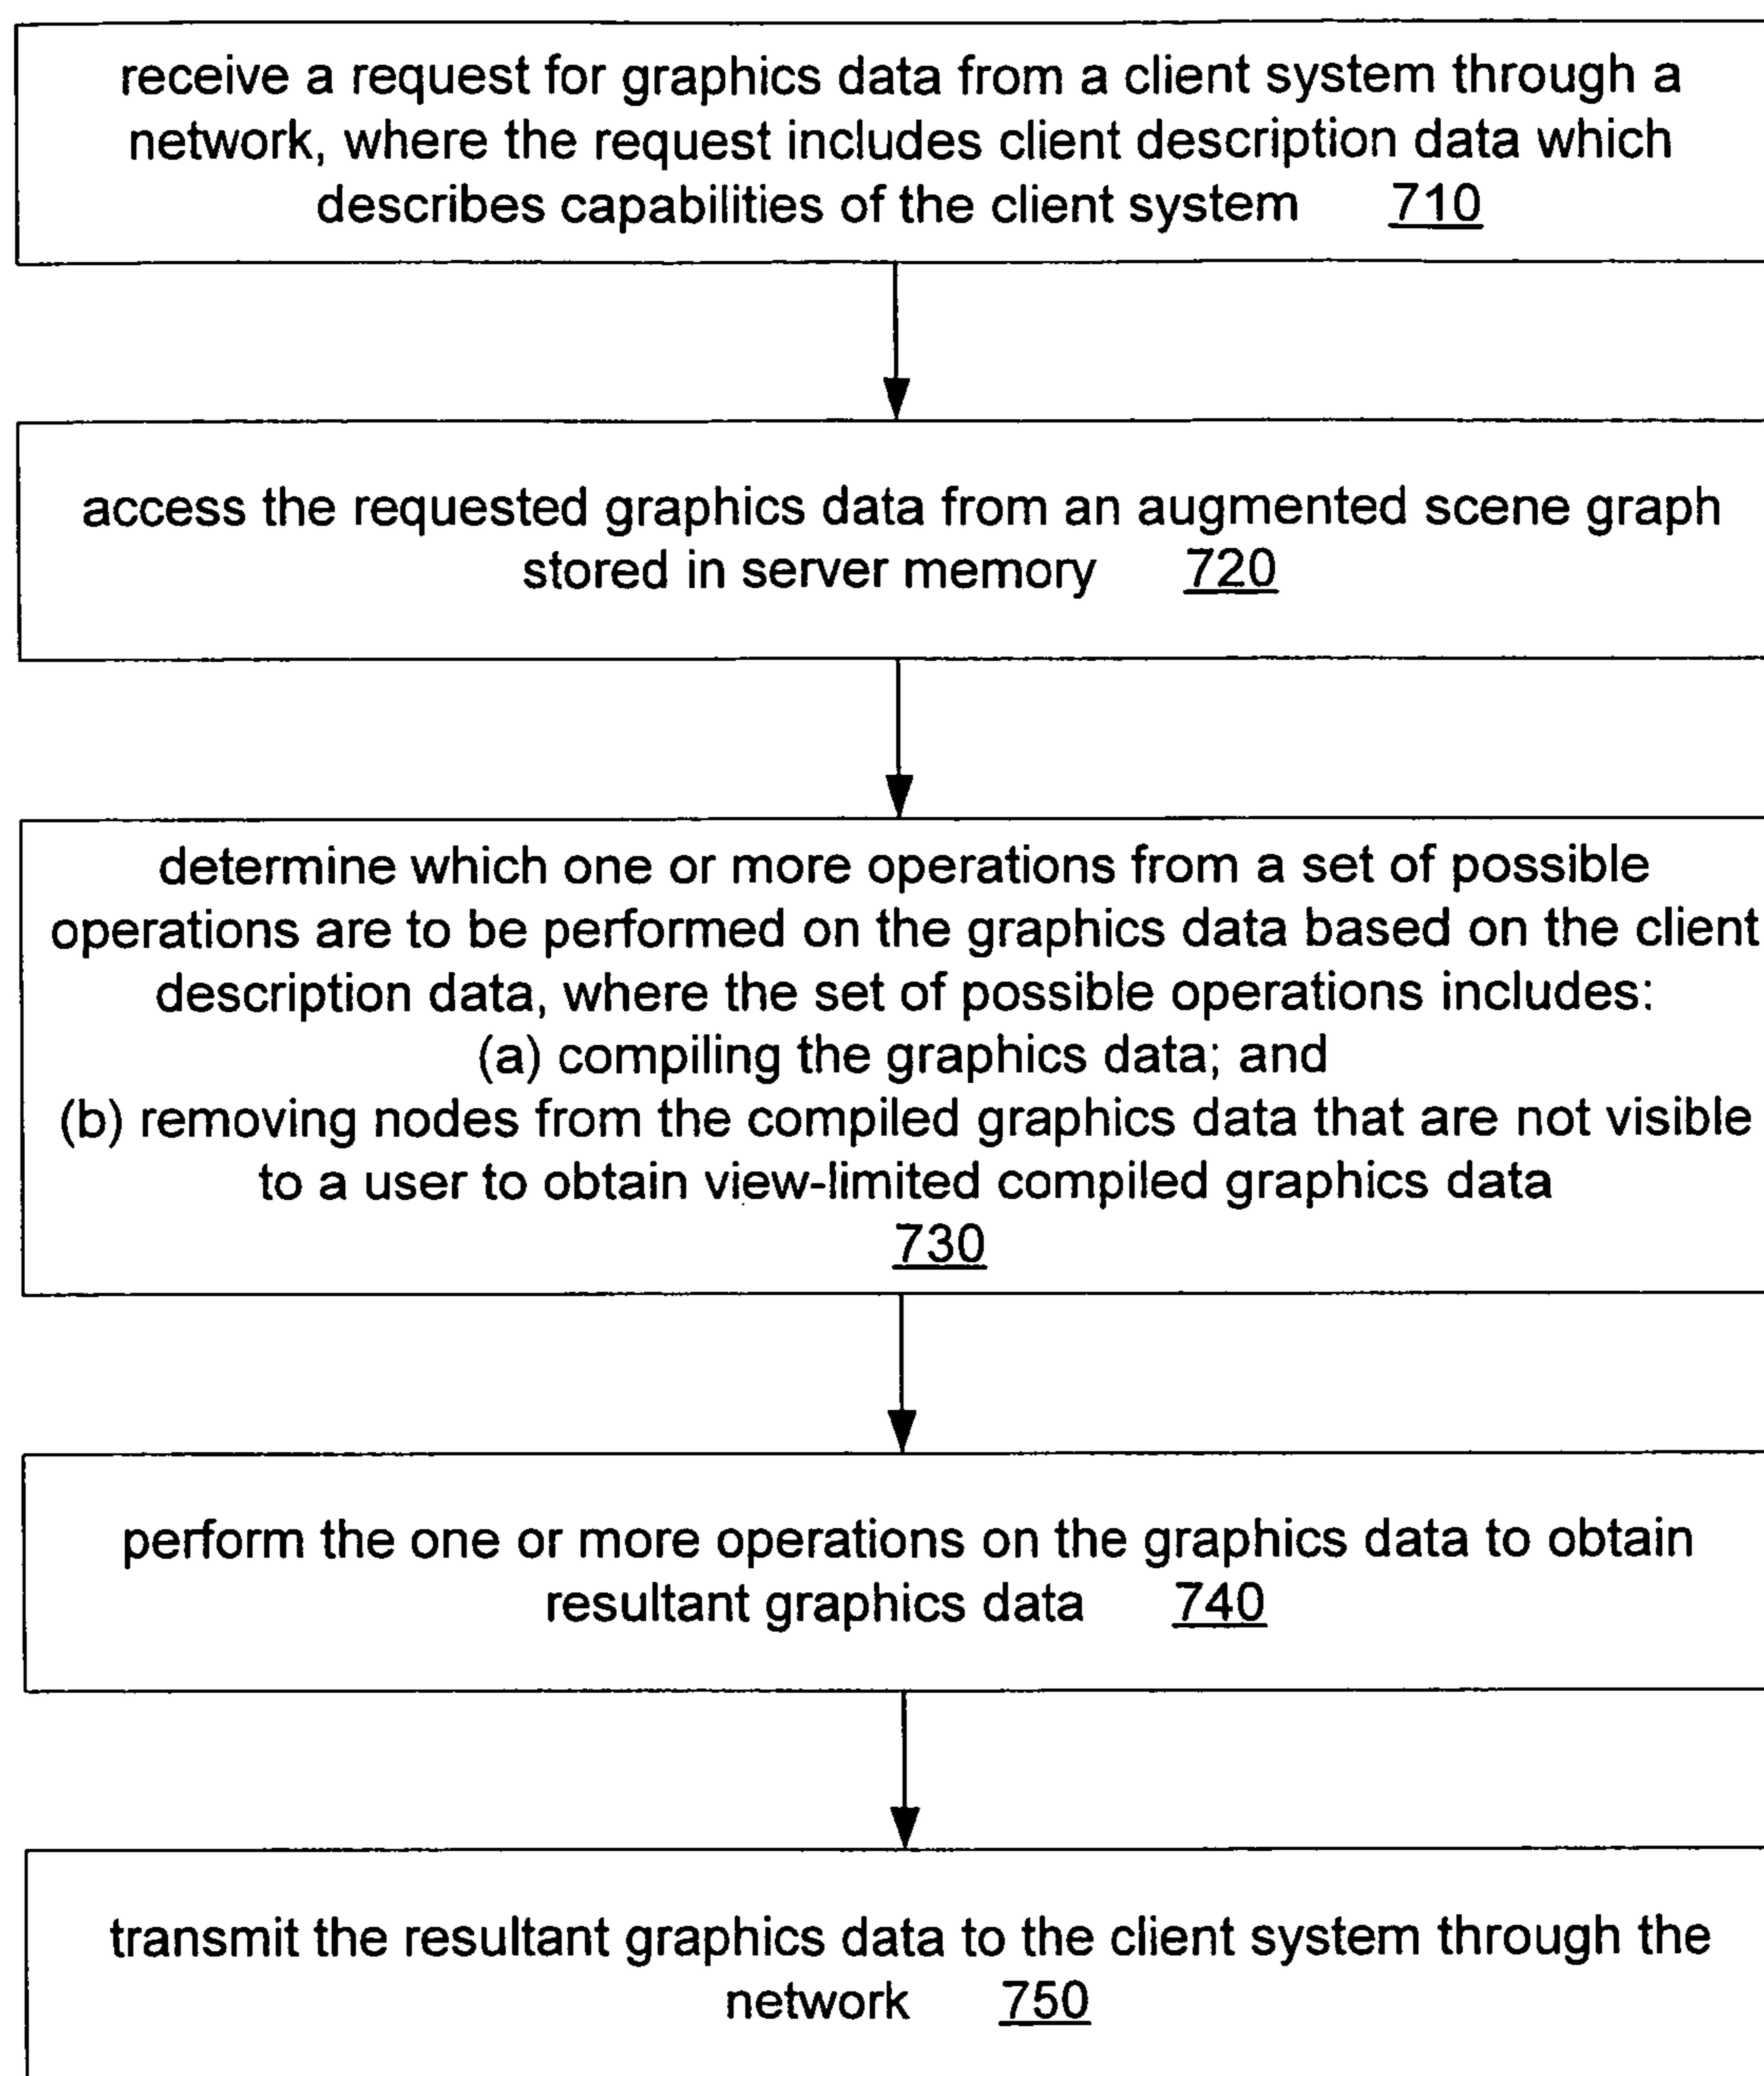 receive a request for graphics data from a client system through a
network, where the request includes client description data which
describes capabilities of the client system 710
access the requested graphics data from an augmented scene graph
stored in server memory 720
determine which one or more operations from a set of possible
operations are to be performed on the graphics data based on the client
description data, where the set of possible operations includes:
(a) compiling the graphics data; and
(b) removing nodes from the compiled graphics data that are not visible
to a user to obtain view-limited compiled graphics data
730
perform the one or more operations on the graphics data to obtain
resultant graphics data 740
transmit the resultant graphics data to the client system through the
network 750